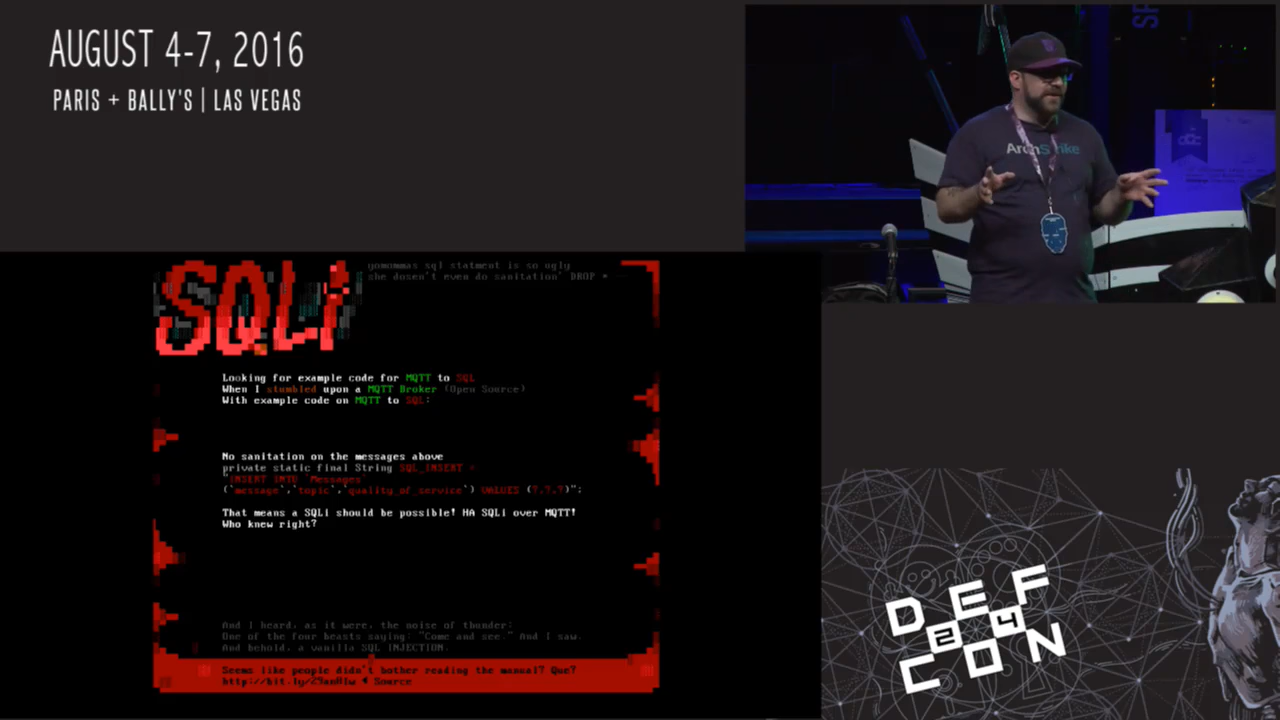 AUGUST 4-7, 2016
PARIS + BALLY'S | LAS VEGAS
ArchStrike
SQLi
yomommas sql statment is so ugly
she dosen't even do sanitation' DROP *
Looking for example code for MQTT to SQL
When I stumbled upon a MQTT Broker (Open Source)
With example code on MQTT to SQL:
No sanitation on the messages above
private static final String SQL_INSERT =
"INSERT INTO `Messages`
(`message`,`topic`,`quality_of_service`) VALUES (?,?,?)";
That means a SQLi should be possible! HA SQLi over MQTT!
Who knew right?
And I heard, as it were, the noise of thunder:
One of the four beasts saying: "Come and see." And I saw.
And behold, a vanilla SQL INJECTION.
Seems like people didn't bother reading the manual? Que?
Source
DEF
24
CON